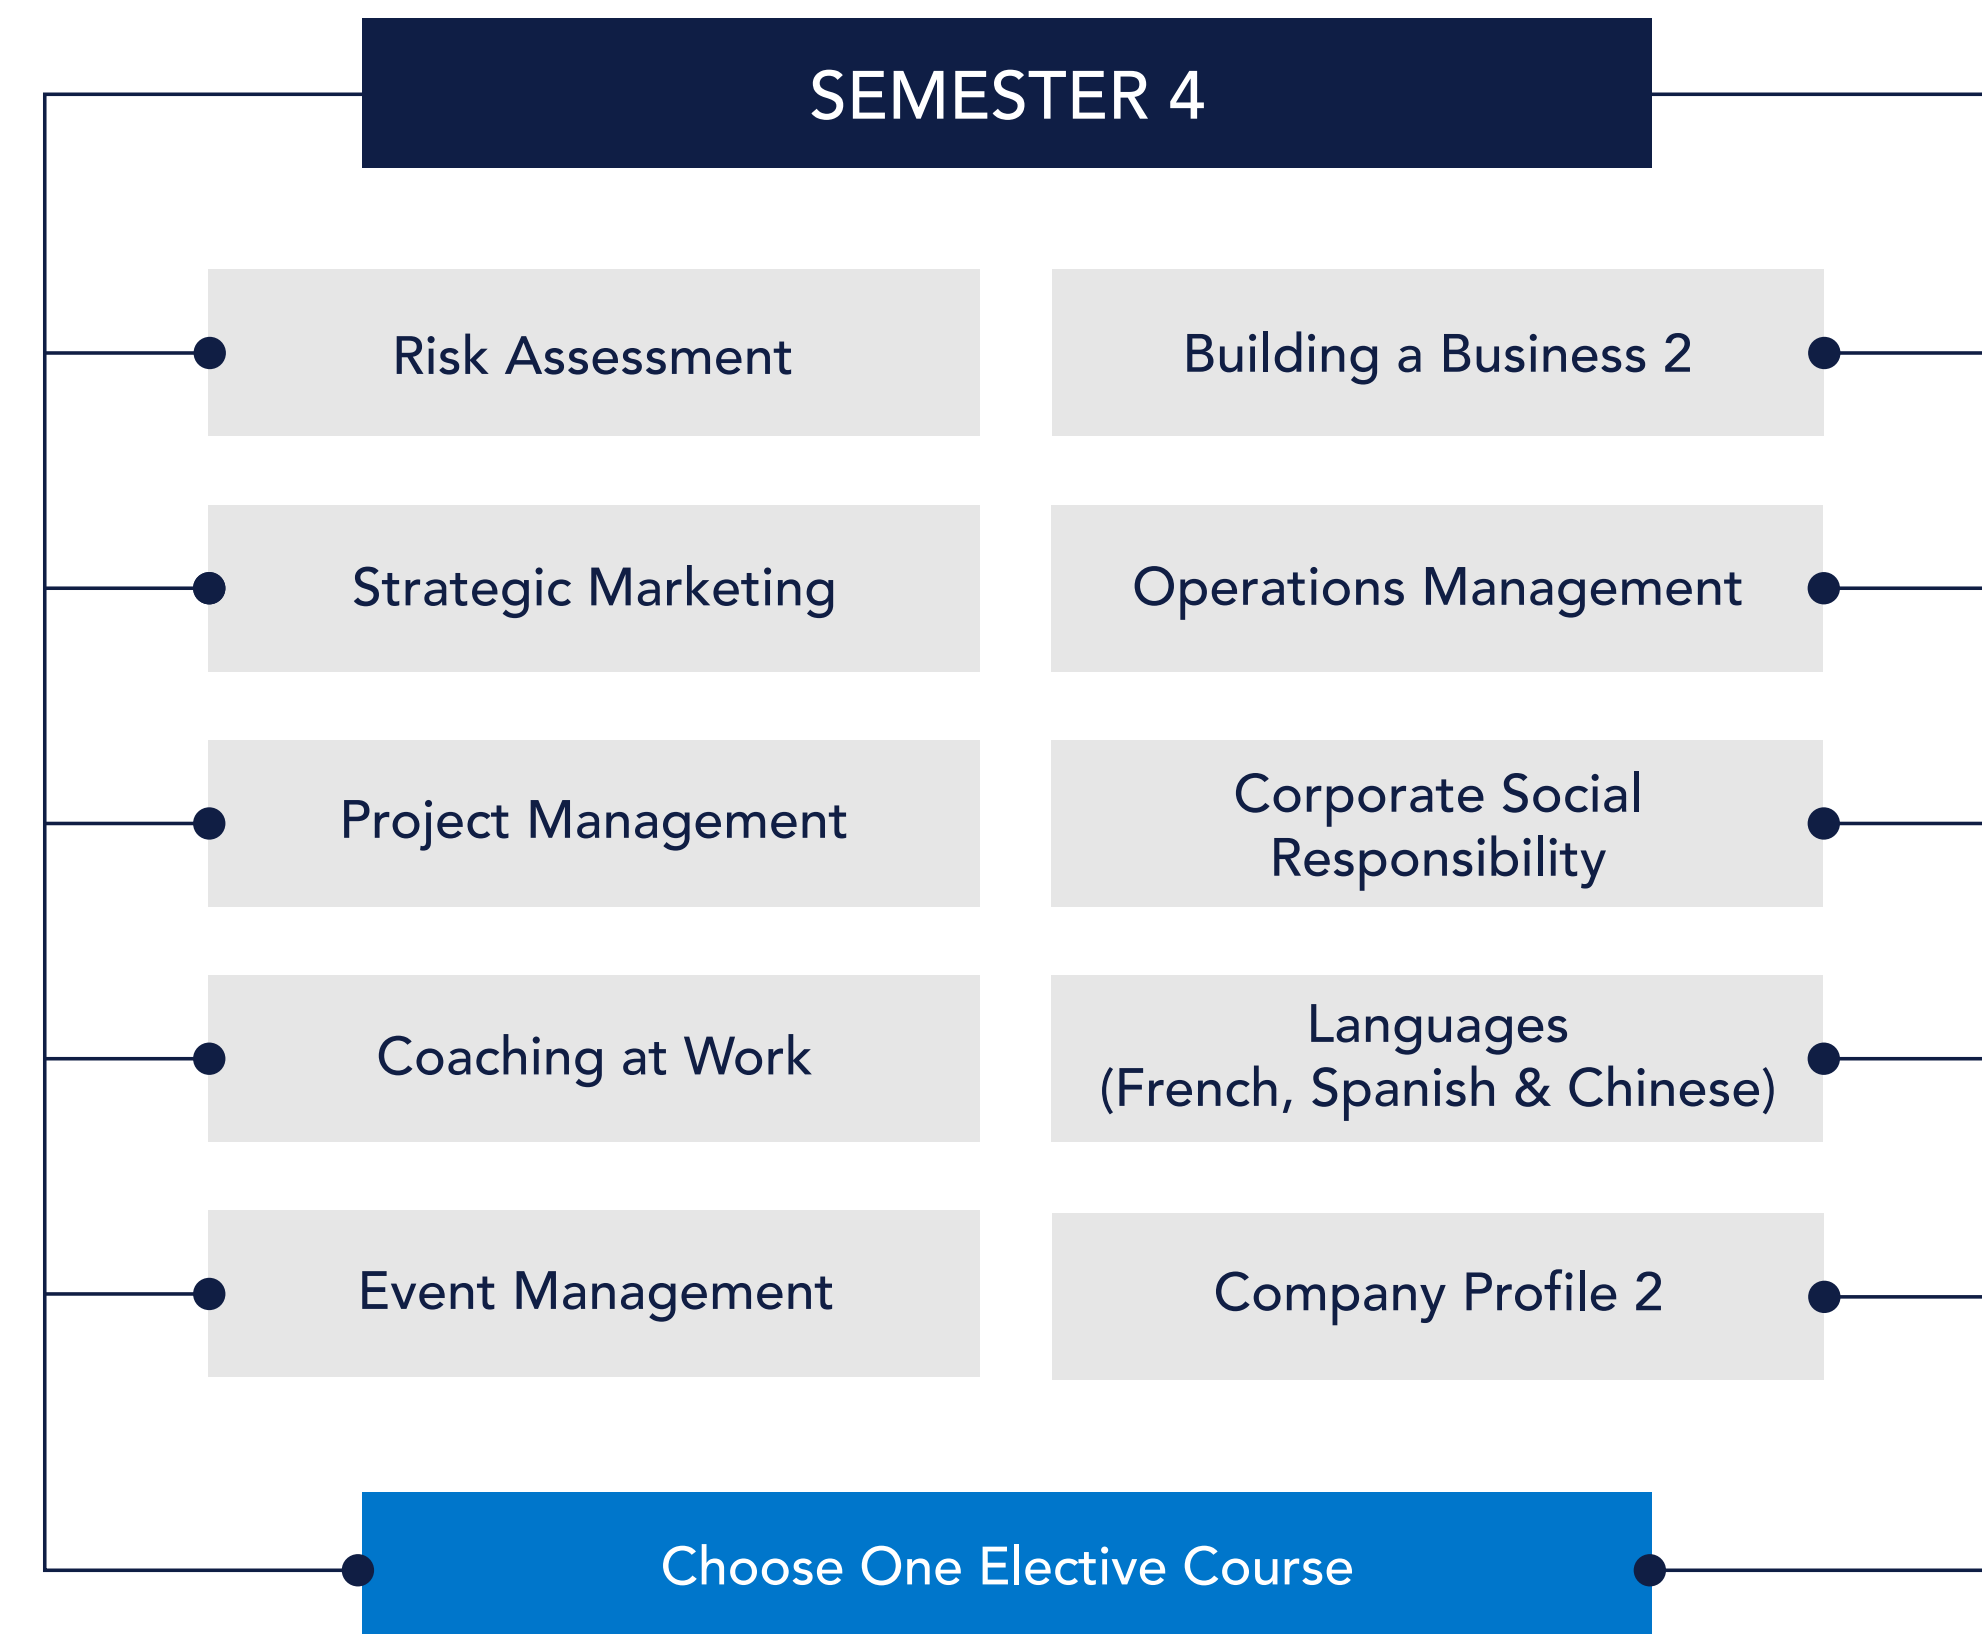 SEMESTER 4
Risk Assessment
Building a Business 2
Strategic Marketing
Operations Management
Project Management
Corporate Social
Responsibility
Coaching at Work
Languages
(French, Spanish & Chinese)
Event Management
Company Profile 2
Choose One Elective Course